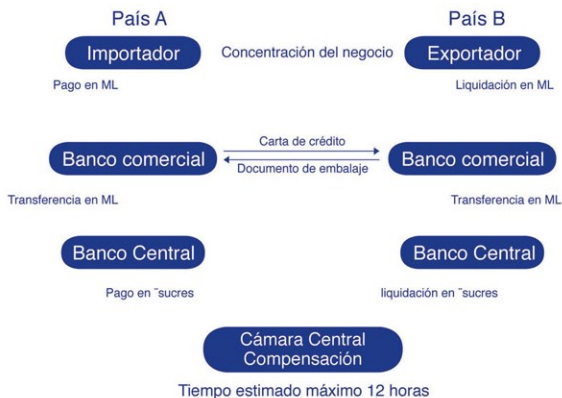 País A
País B
Importador
Concentración del negocio
Exportador
Pago en ML
Liquidación en ML
Carta de crédito
Banco comercial
Documento de embalaje
Banco comercial
Transferencia en ML
Transferencia en ML
Banco Central
Banco Central
Pago en ¨sucres
liquidación en ¨sucres
Cámara Central
Compensación
Tiempo estimado máximo 12 horas